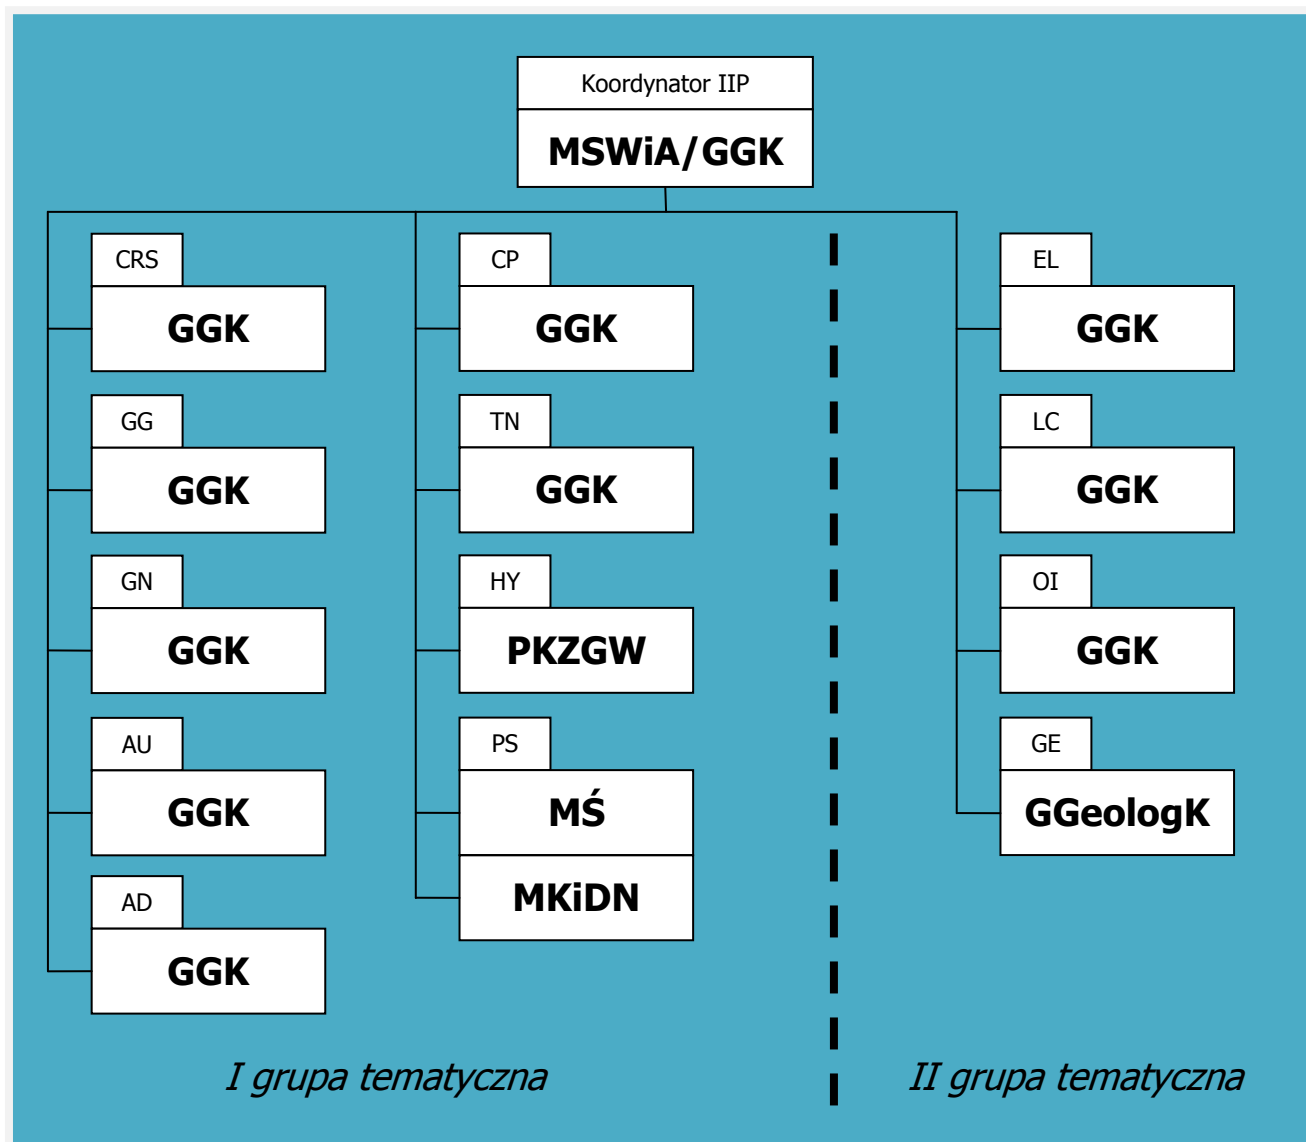 Koordynator IIP
MSWiA/GGK
CRS
GGK
GG
GGK
GN
GGK
AU
GGK
AD
GGK
CP
GGK
TN
GGK
HY
PKZGW
PS
MŚ
MKiDN
EL
GGK
LC
GGK
OI
GGK
GE
GGeologK
I grupa tematyczna
II grupa tematyczna